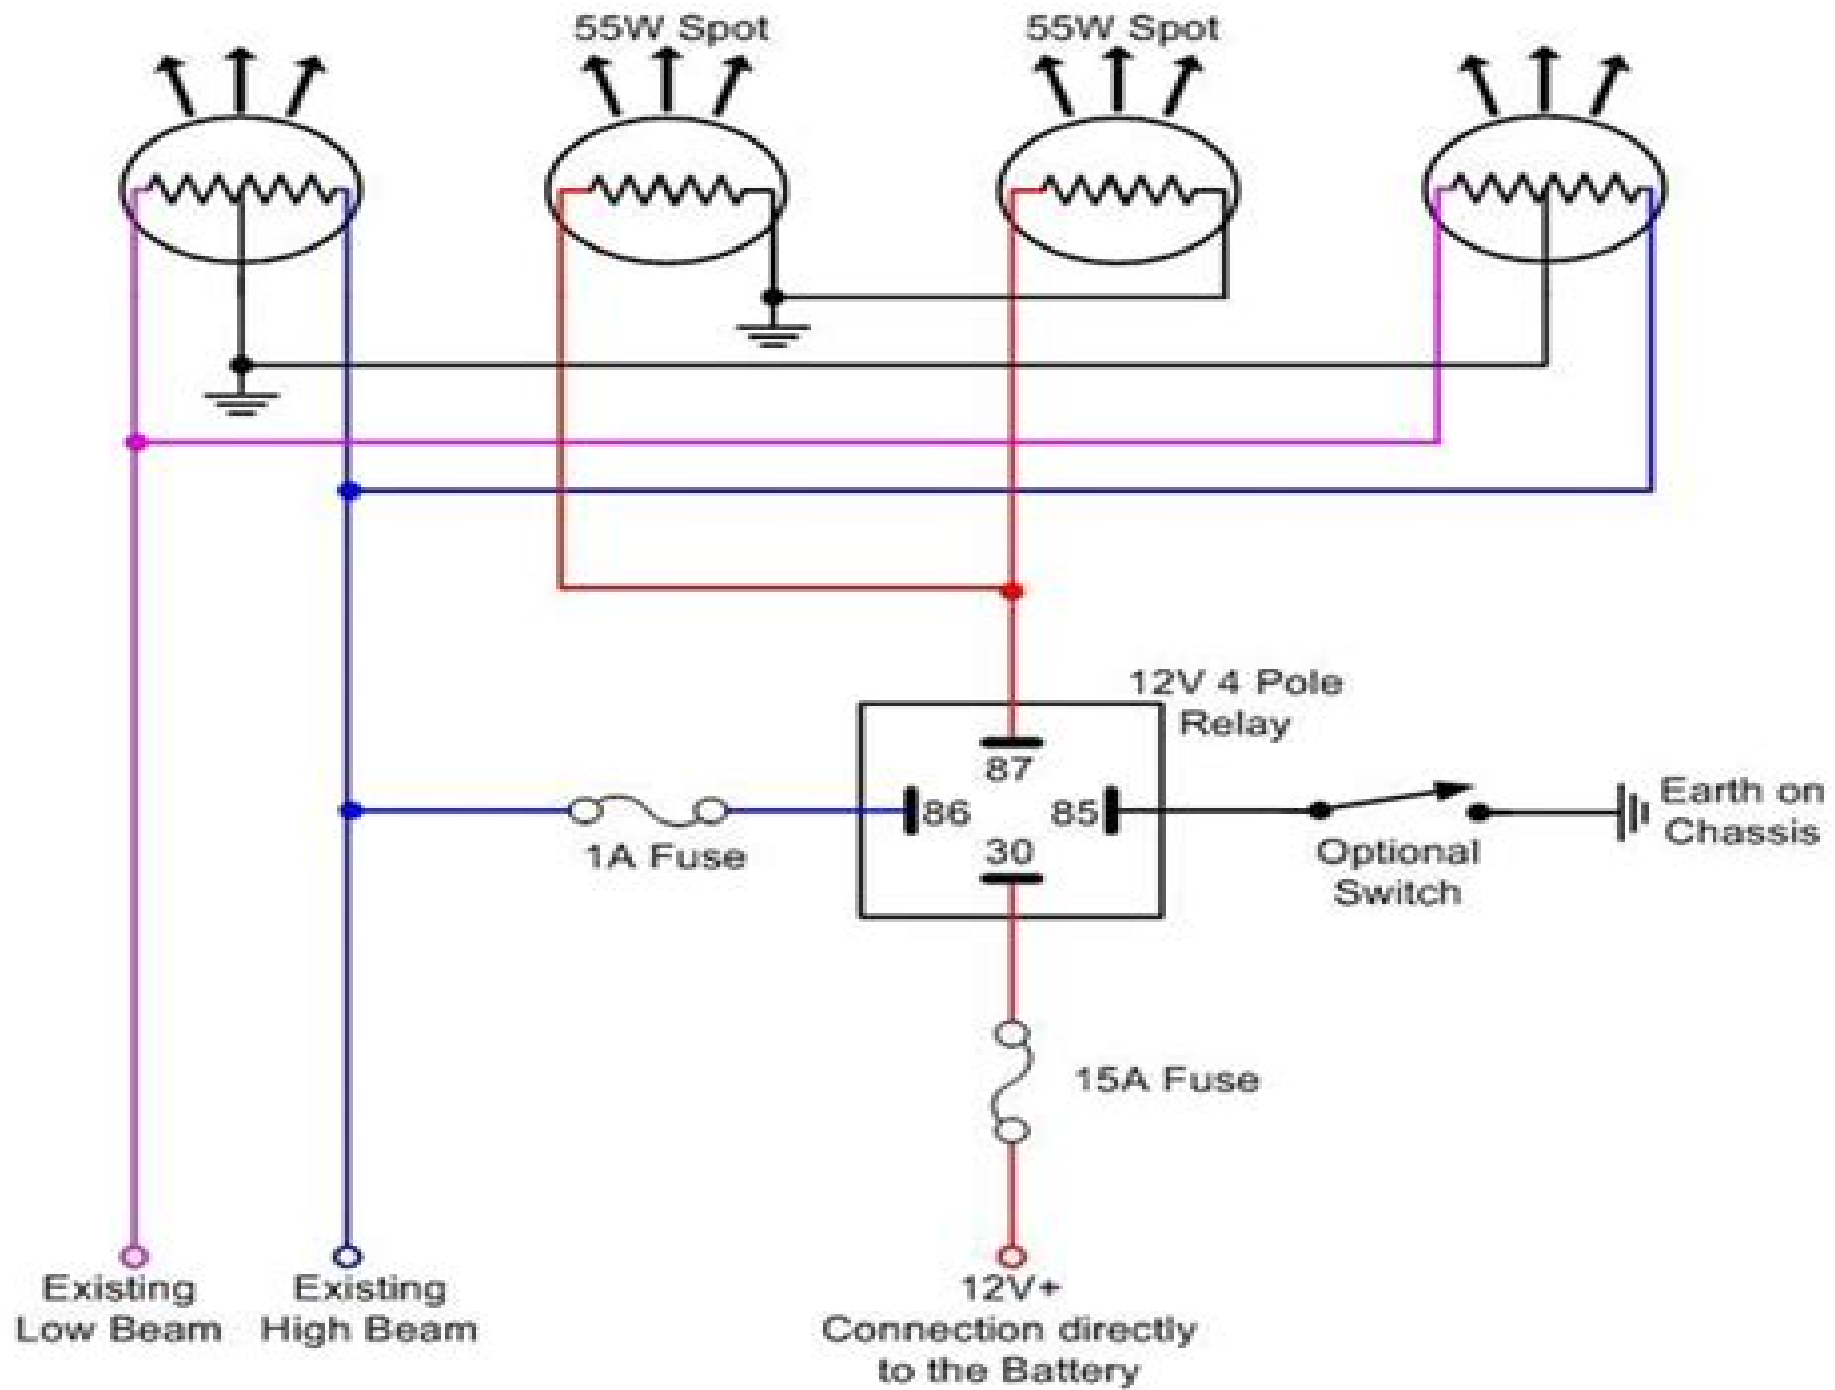 55W Spot
55W Spot
12V 4 Pole
Relay
87
86
85
30
1A Fuse
Optional
Switch
Earth on
Chassis
15A Fuse
Existing
Low Beam
Existing
High Beam
12V+
Connection directly
to the Battery